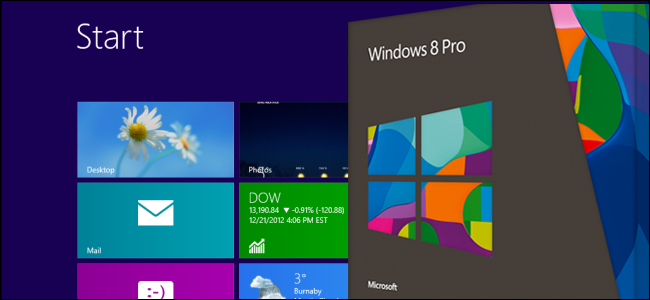 Start
Windows 8 Pro
Desktop
Photos
Mail
DOW
13,190.84 ▼ -0.91% (-120.88)
12/21/2012 4:06 PM EST
:-)
3°
Burnaby
Microsoft